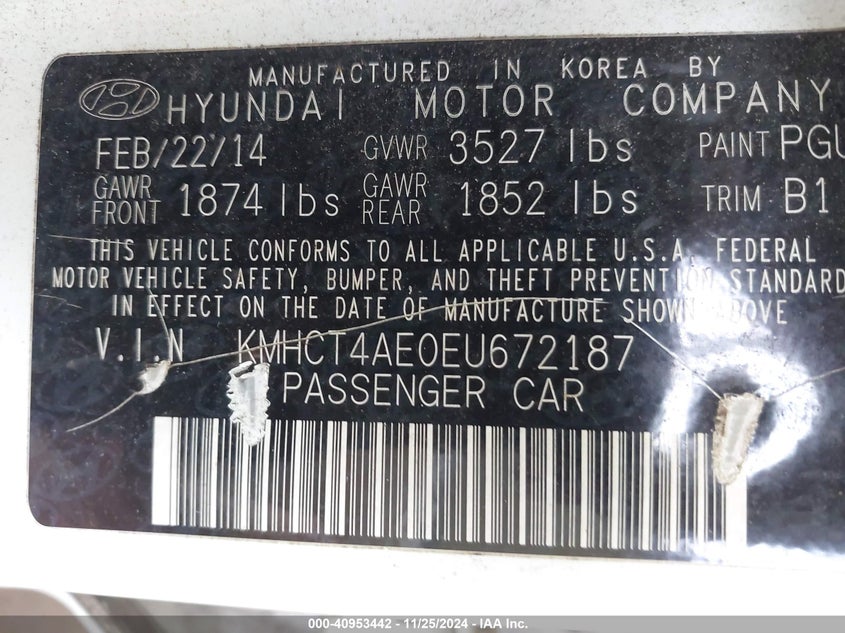 MANUFACTURED IN KOREA BY
HYUNDAI MOTOR COMPANY
FEB/22/14 GVWR 3527 lbs PAINT PGU
GAWR FRONT 1874 lbs GAWR REAR 1852 lbs TRIM B1
THIS VEHICLE CONFORMS TO ALL APPLICABLE U.S.A. FEDERAL
MOTOR VEHICLE SAFETY, BUMPER, AND THEFT PREVENTION STANDARD
IN EFFECT ON THE DATE OF MANUFACTURE SHOWN ABOVE
V.I.N KMHCT4AE0EU672187
PASSENGER CAR
000-40953442 - 11/25/2024 - IAA Inc.